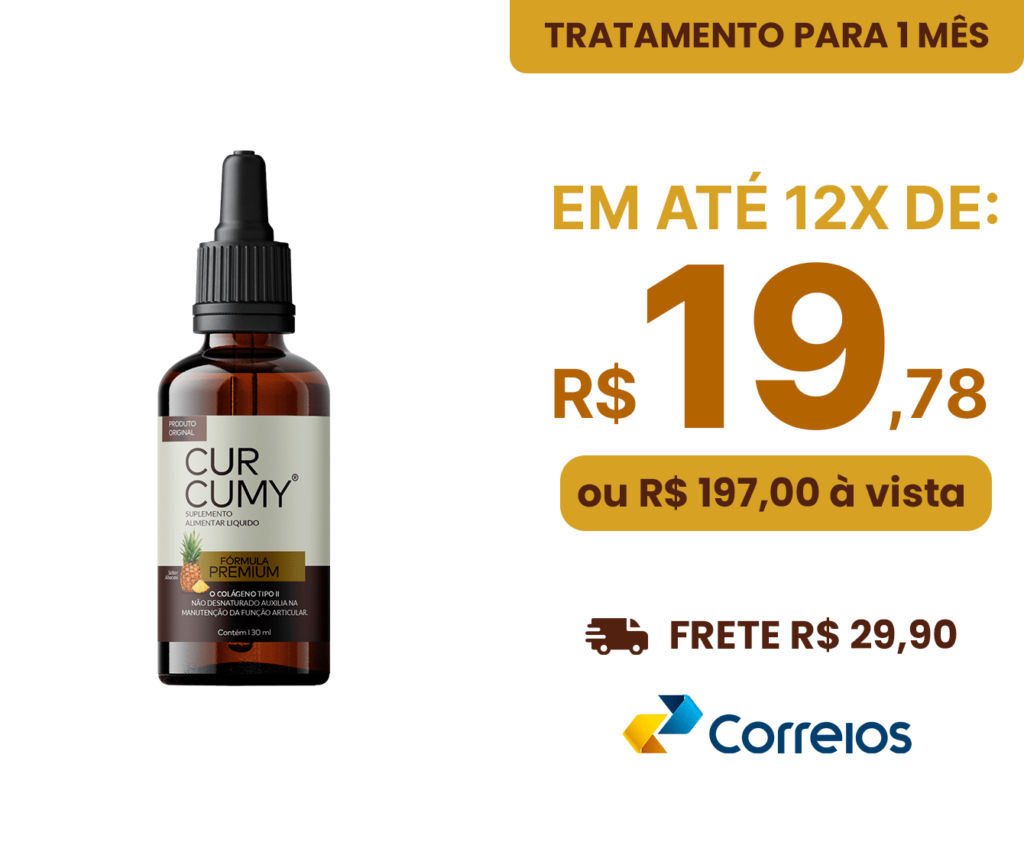 TRATAMENTO PARA 1 MÊS
EM ATÉ 12X DE:
R$ 19,78
ou R$ 197,00 à vista
FRETE R$ 29,90
Correios
PRODUTO
ORIGINAL
CUR
CUMY®
SUPLEMENTO
ALIMENTAR LIQUIDO
Sabor
Abacaxi
FÓRMULA
PREMIUM
O COLÁGENO TIPO II
NÃO DESNATURADO AUXILIA NA
MANUTENÇÃO DA FUNÇÃO ARTICULAR.
Contém | 30 ml